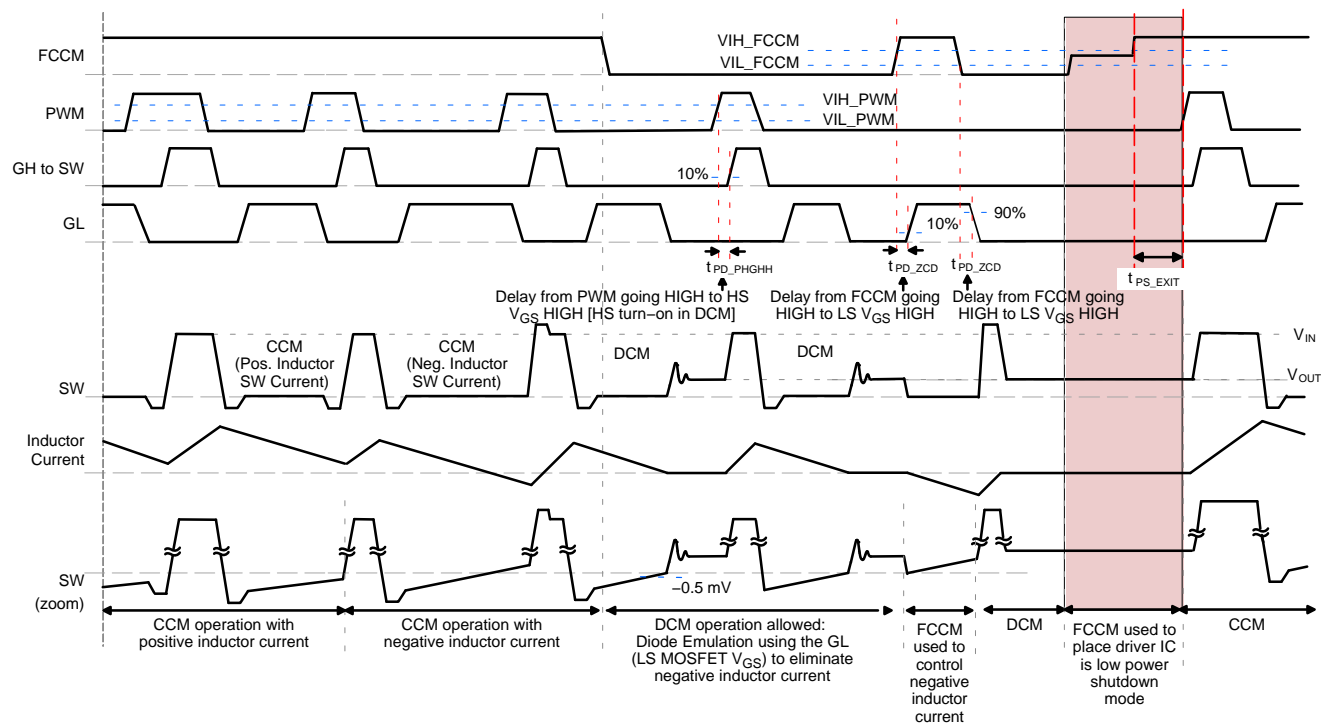 FCCM
VIH_FCCM
VIL_FCCM
PWM
VIH_PWM
VIL_PWM
GH to SW
10%
GL
10%
90%
tPD_PHGHH
tPD_ZCD
tPD_ZCD
tPS_EXIT
Delay from PWM going HIGH to HS
VGS HIGH [HS turn−on in DCM]
Delay from FCCM going
HIGH to LS VGS HIGH
Delay from FCCM going
HIGH to LS VGS HIGH
CCM
(Pos. Inductor
SW Current)
CCM
(Neg. Inductor
SW Current)
DCM
DCM
VIN
VOUT
SW
Inductor
Current
SW
(zoom)
−0.5 mV
CCM operation with
positive inductor current
CCM operation with
negative inductor current
DCM operation allowed:
Diode Emulation using the GL
(LS MOSFET VGS) to eliminate
negative inductor current
FCCM
used to
control
negative
inductor
current
DCM
FCCM used to
place driver IC
is low power
shutdown
mode
CCM